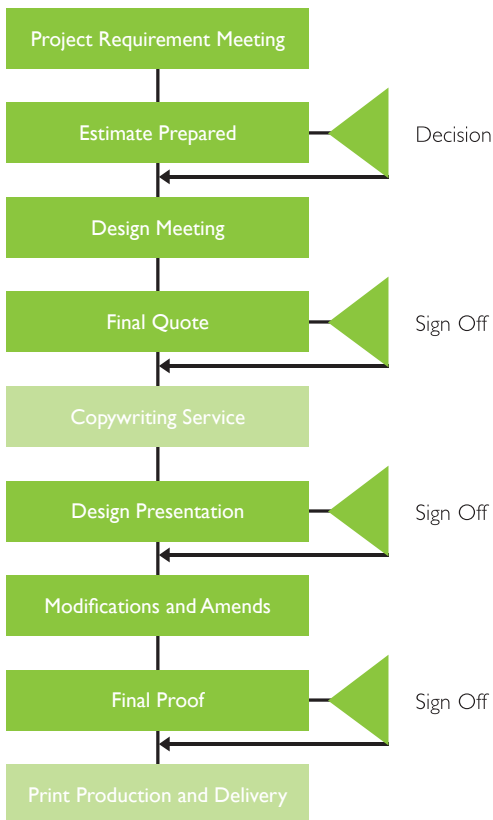 Project Requirement Meeting
Estimate Prepared
Decision
Design Meeting
Final Quote
Sign Off
Copywriting Service
Design Presentation
Sign Off
Modifications and Amends
Final Proof
Sign Off
Print Production and Delivery